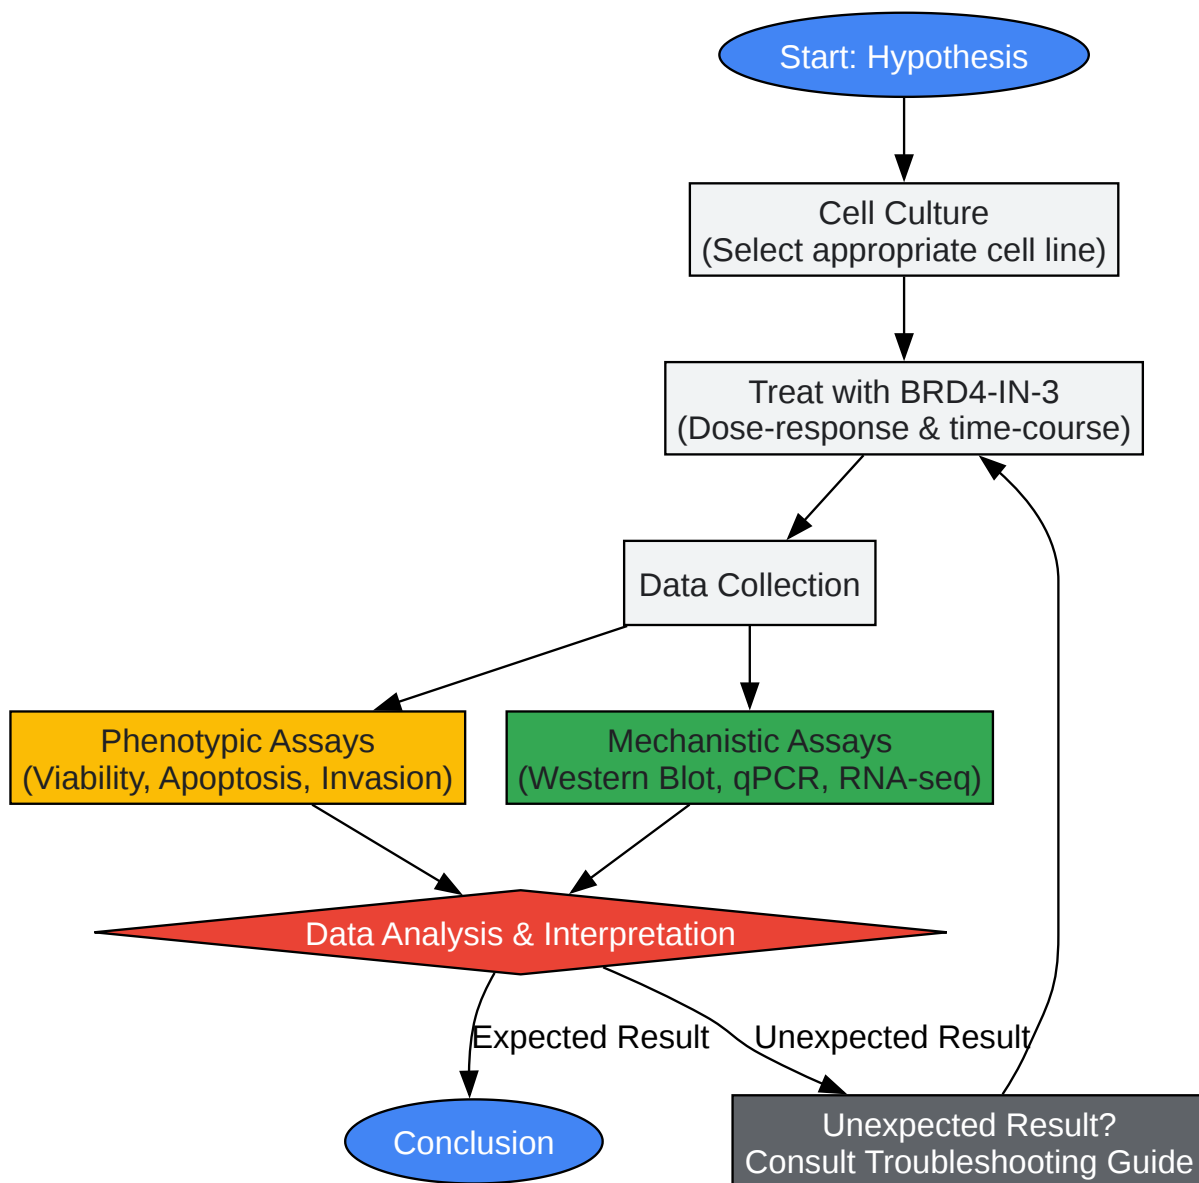 Start: Hypothesis
Cell Culture
(Select appropriate cell line)
Treat with BRD4-IN-3
(Dose-response & time-course)
Data Collection
Phenotypic Assays
(Viability, Apoptosis, Invasion)
Mechanistic Assays
(Western Blot, qPCR, RNA-seq)
Data Analysis & Interpretation
Expected Result
Unexpected Result
Conclusion
Unexpected Result?
Consult Troubleshooting Guide